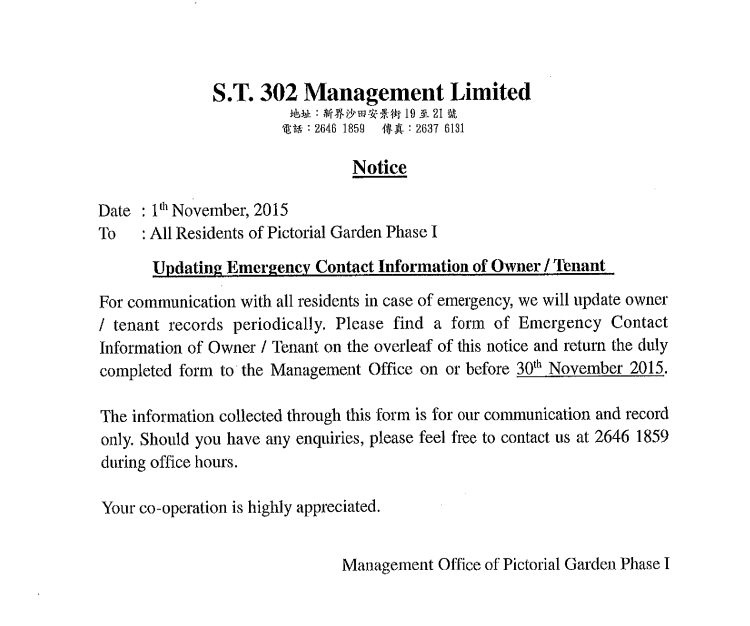 S.T. 302 Management Limited
地址：新界沙田安景街 19 至 21 號
電話：2646 1859 傳真：2637 6131
Notice
Date : 1th November, 2015
To : All Residents of Pictorial Garden Phase I
Updating Emergency Contact Information of Owner / Tenant
For communication with all residents in case of emergency, we will update owner
/ tenant records periodically. Please find a form of Emergency Contact
Information of Owner / Tenant on the overleaf of this notice and return the duly
completed form to the Management Office on or before 30th November 2015.
The information collected through this form is for our communication and record
only. Should you have any enquiries, please feel free to contact us at 2646 1859
during office hours.
Your co-operation is highly appreciated.
Management Office of Pictorial Garden Phase I